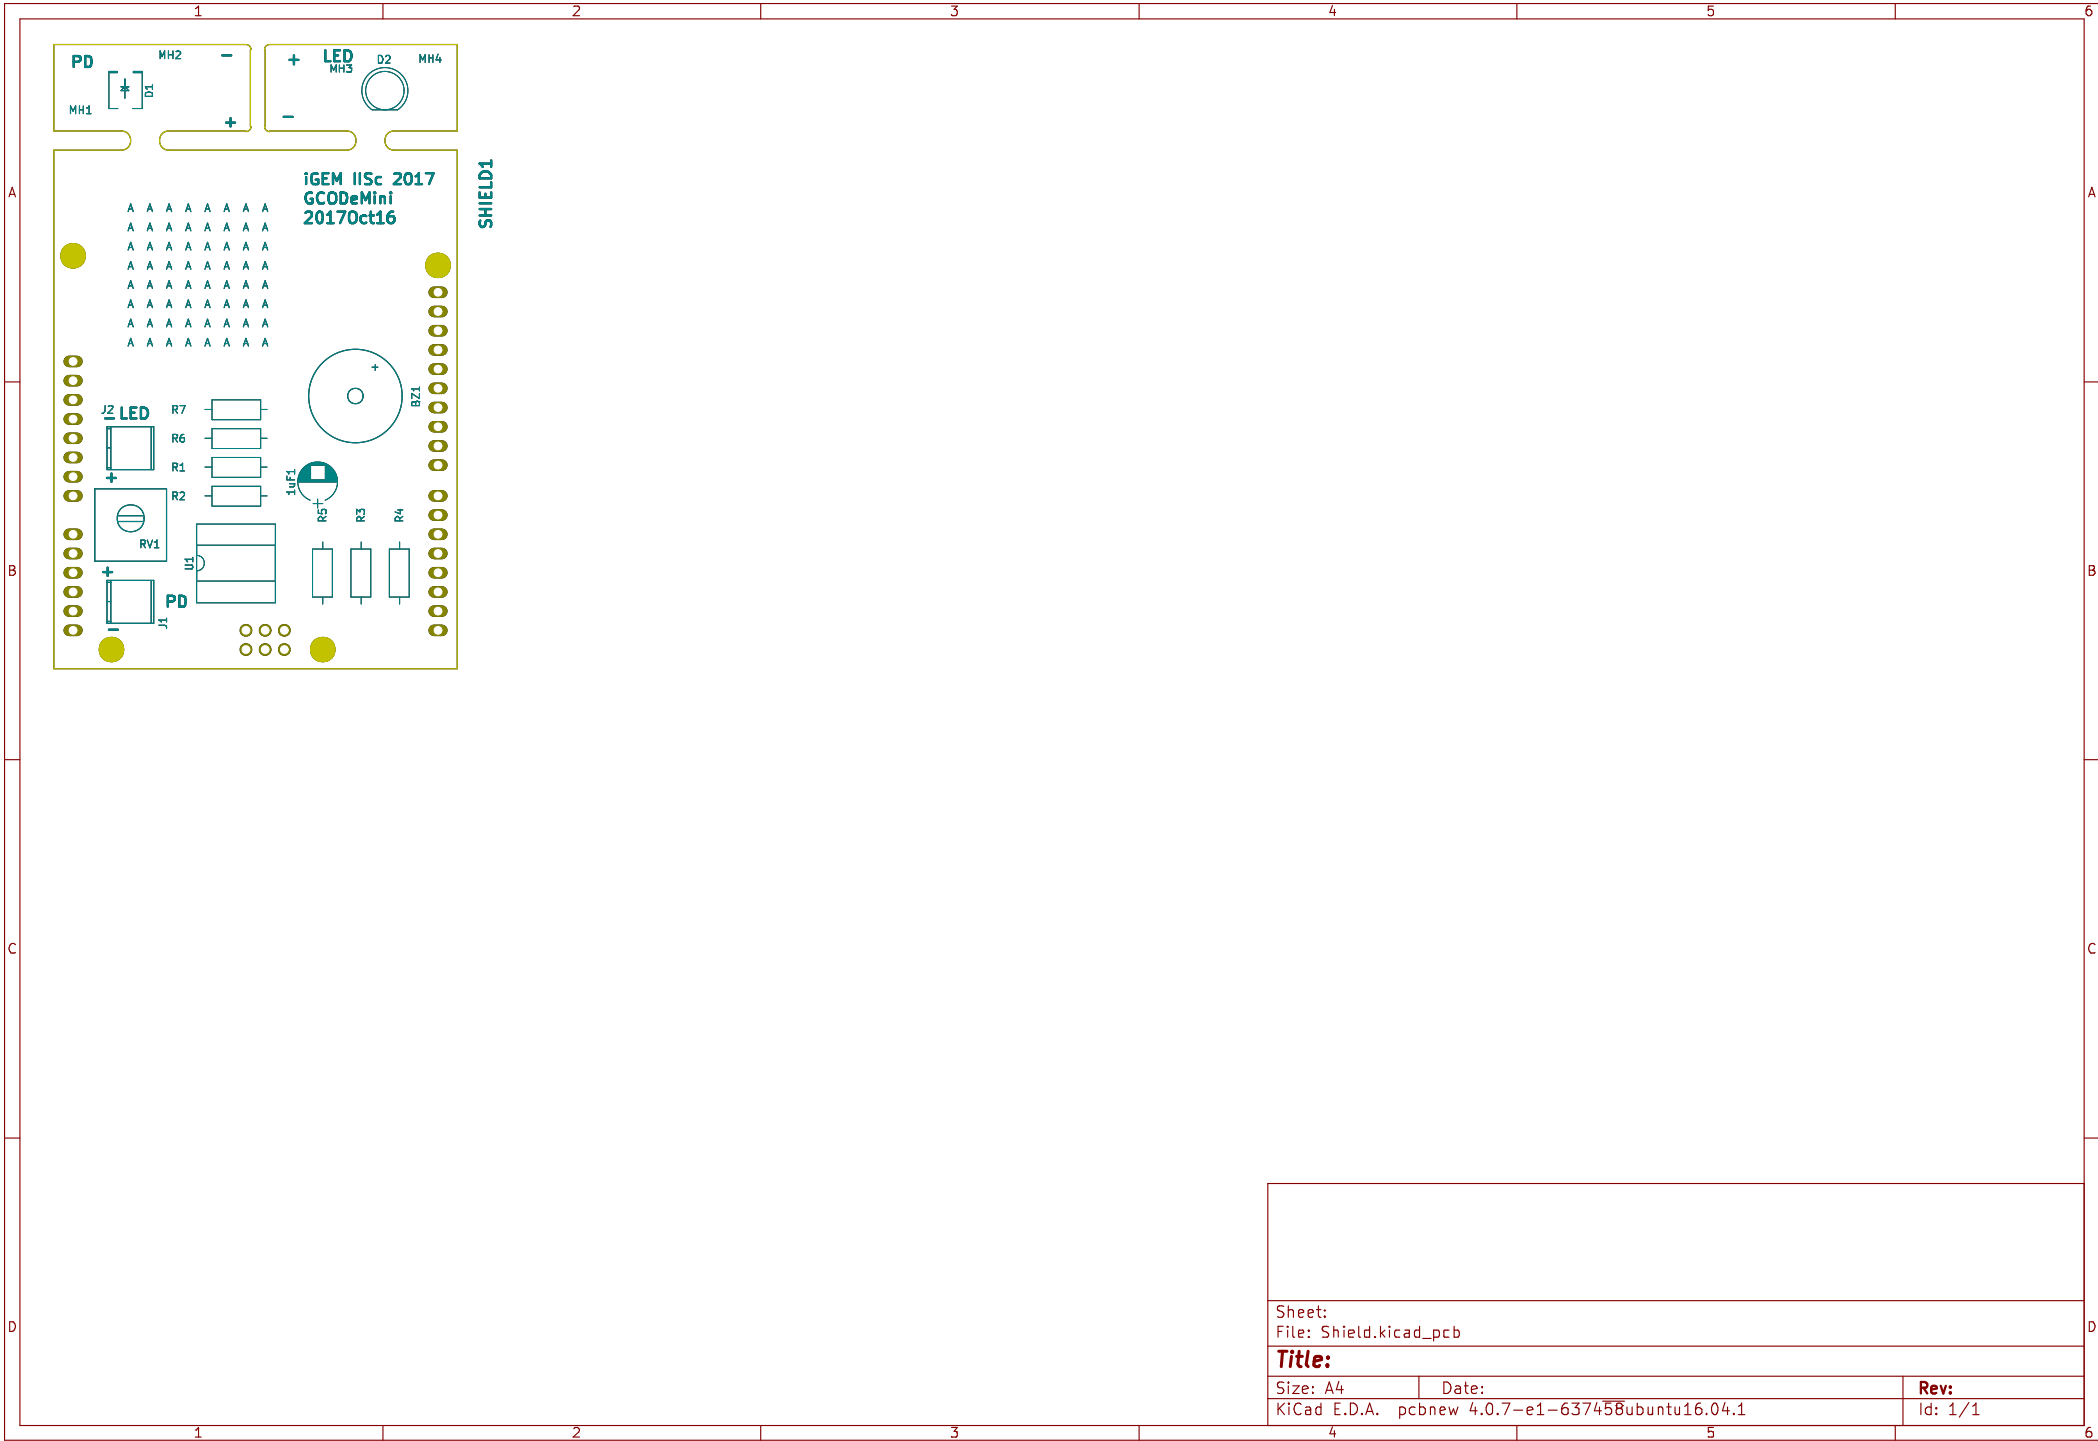 1 2 3 4 5 6
PD MH2 - + LED D2 MH4
MH3
D1
MH1 + -
iGEM IISc 2017
GCODeMini
20170ct16
SHIELD1
A A
A A A A A A A A
A A A A A A A A
A A A A A A A A
A A A A A A A A
A A A A A A A A
A A A A A A A A
A A A A A A A A
A A A A A A A A
+
BZ1
J2 LED R7
-
R6
R1
+
1uF1
R2
+
R5 R3 R4
RV1
U1
+
B B
PD
J1
-
C C
D D
Sheet:
File: Shield.kicad_pcb
Title:
Size: A4 Date: Rev:
KiCad E.D.A. pcbnew 4.0.7-e1-637458ubuntu16.04.1 Id: 1/1
1 2 3 4 5 6